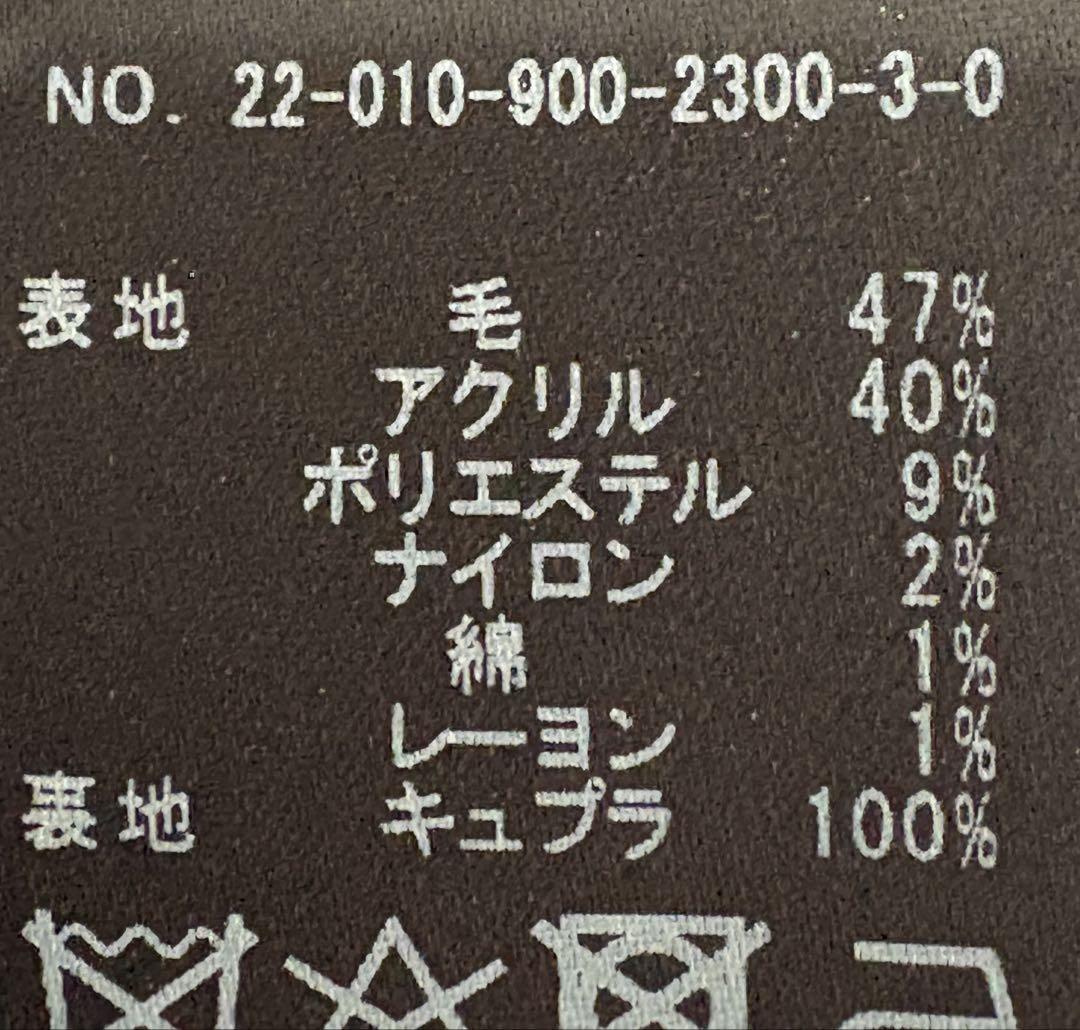 NO. 22-010-900-2300-3-0
表地 毛 47%
アクリル 40%
ポリエステル 9%
ナイロン 2%
綿 1%
レーヨン 1%
裏地 キュプラ 100%